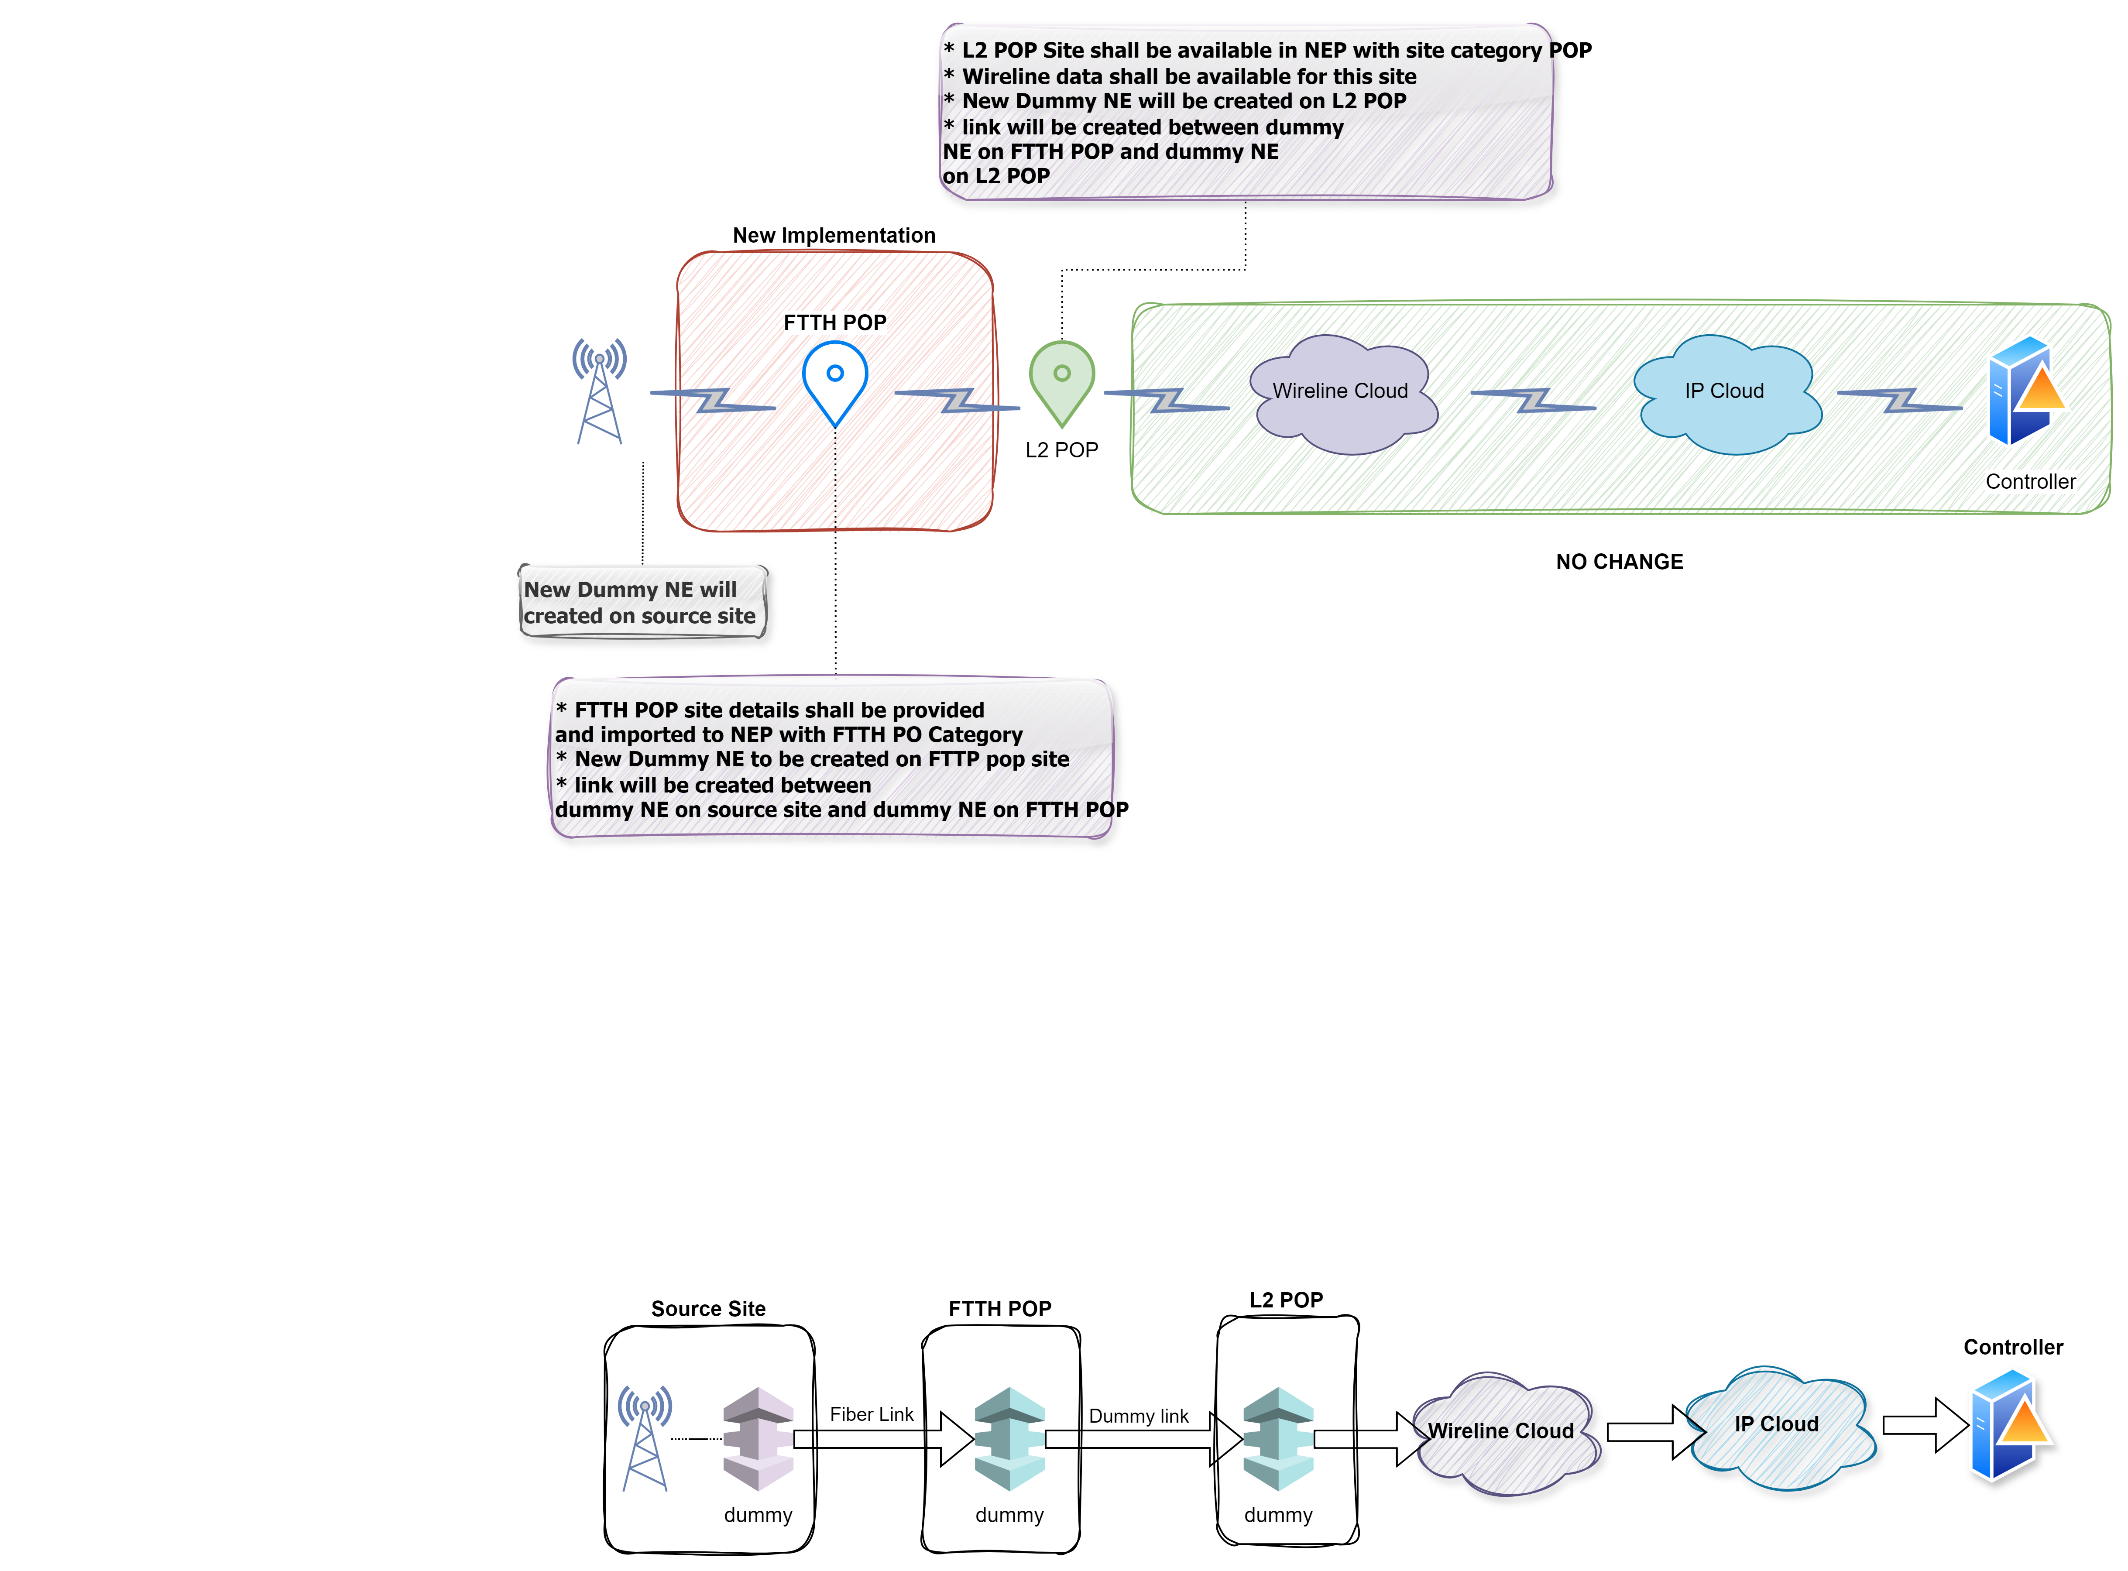 * L2 POP Site shall be available in NEP with site category POP
* Wireline data shall be available for this site
* New Dummy NE will be created on L2 POP
* link will be created between dummy
NE on FTTH POP and dummy NE
on L2 POP
New Implementation
FTTH POP
L2 POP
Wireline Cloud
IP Cloud
Controller
NO CHANGE
New Dummy NE will
created on source site
* FTTH POP site details shall be provided
and imported to NEP with FTTH PO Category
* New Dummy NE to be created on FTTP pop site
* link will be created between
dummy NE on source site and dummy NE on FTTH POP
Source Site
FTTH POP
L2 POP
Controller
Fiber Link
Dummy link
Wireline Cloud
IP Cloud
dummy
dummy
dummy